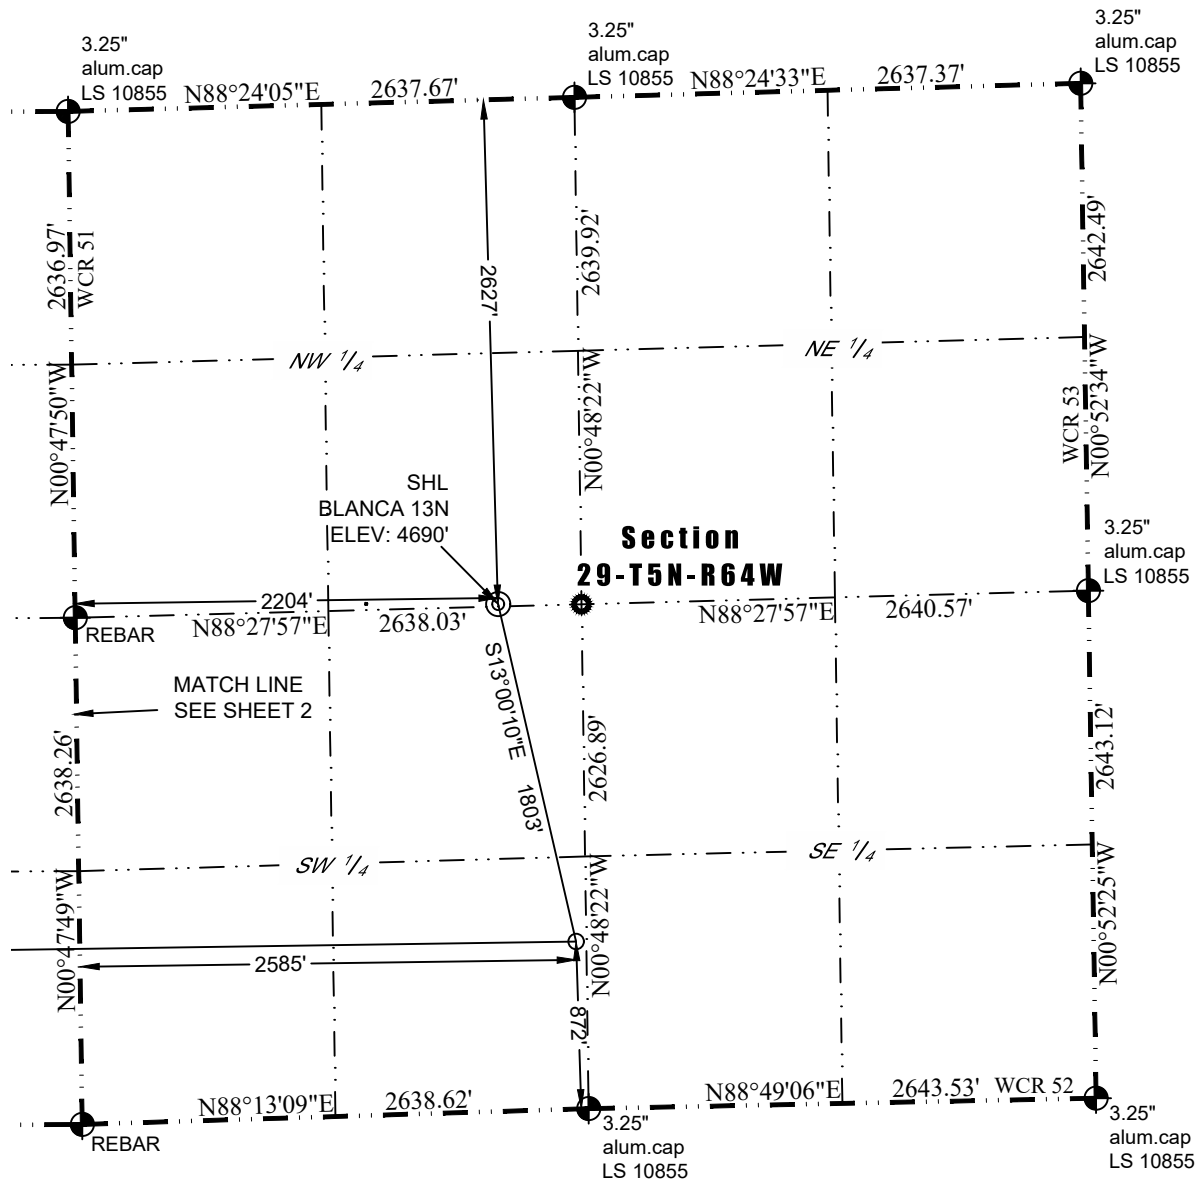 3.25"
alum.cap
LS 10855
3.25"
alum.cap
LS 10855
3.25"
alum.cap
LS 10855
N88°24'05"E
2637.67'
N88°24'33"E
2637.37'
2636.97'
WCR 51
2627'
2639.92'
2642.49'
NW 1/4
NE 1/4
N00°47'50"W
N00°48'22"W
WCR 53
N00°52'34"W
SHL
BLANCA 13N
ELEV: 4690'
Section
29-T5N-R64W
3.25"
alum.cap
LS 10855
2204'
REBAR
N88°27'57"E
2638.03'
N88°27'57"E
2640.57'
MATCH LINE
SEE SHEET 2
S13°00'10"E
1803'
2638.26'
2626.89'
2643.12'
SW 1/4
SE 1/4
N00°47'49"W
N00°48'22"W
N00°52'25"W
2585'
872'
N88°13'09"E
2638.62'
N88°49'06"E
2643.53'
WCR 52
REBAR
3.25"
alum.cap
LS 10855
3.25"
alum.cap
LS 10855